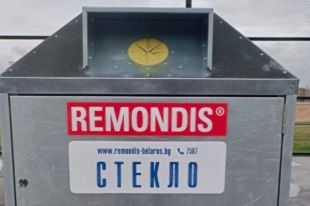 REMONDIS®
www.remondis-belarus.by 7507
СТЕКЛО